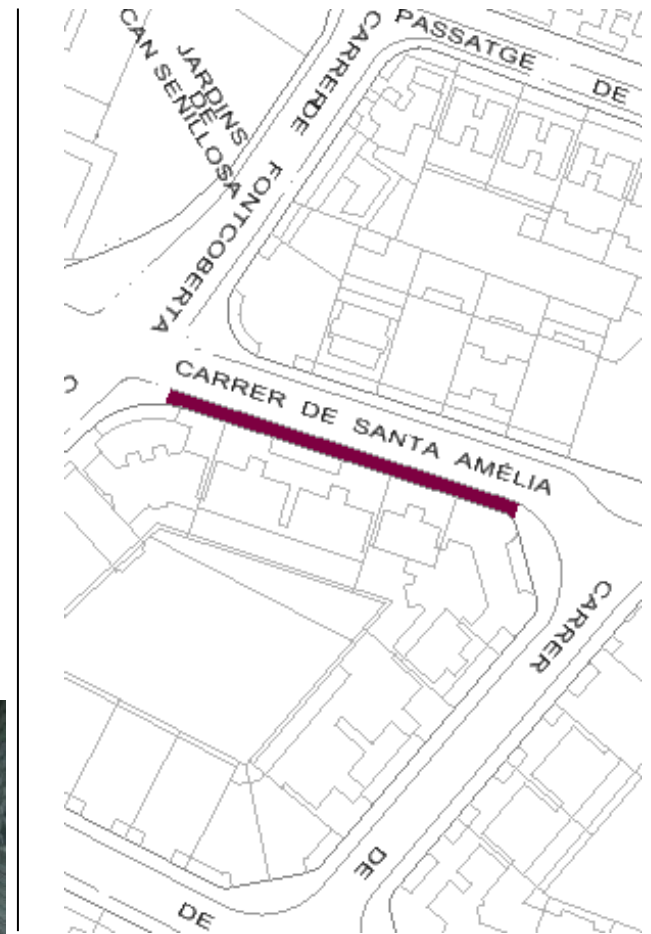 JARDINS
DE
CAN SENILLOSA
CARRER DE
FONTCOBERTA
PASSATGE DE
CARRER DE SANTA AMÈLIA
CARRER
DE
DE